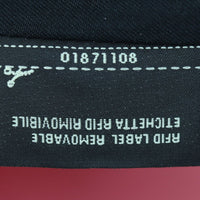 01871108
RFID LABEL REMOVABLE
ETICHETTA RFID RIMOVIBILE